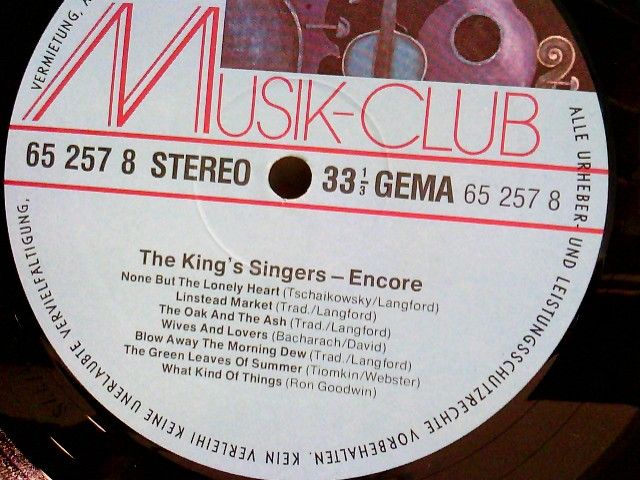 MUSIK-CLUB
2
65 257 8 STEREO
33 1/3 GEMA 65 257 8
The King's Singers – Encore
None But The Lonely Heart (Tschaikowsky/Langford)
Linstead Market (Trad./Langford)
The Oak And The Ash (Trad./Langford)
Wives And Lovers (Bacharach/David)
Blow Away The Morning Dew (Trad./Langford)
The Green Leaves Of Summer (Tiomkin/Webster)
What Kind Of Things (Ron Goodwin)
ALLE URHEBER- UND LEISTUNGSSCHUTZRECHTE VORBEHALTEN. KEIN VERLEIH! KEINE UNERLAUBTE VERVIELFÄLTIGUNG,
VERMIETUNG,